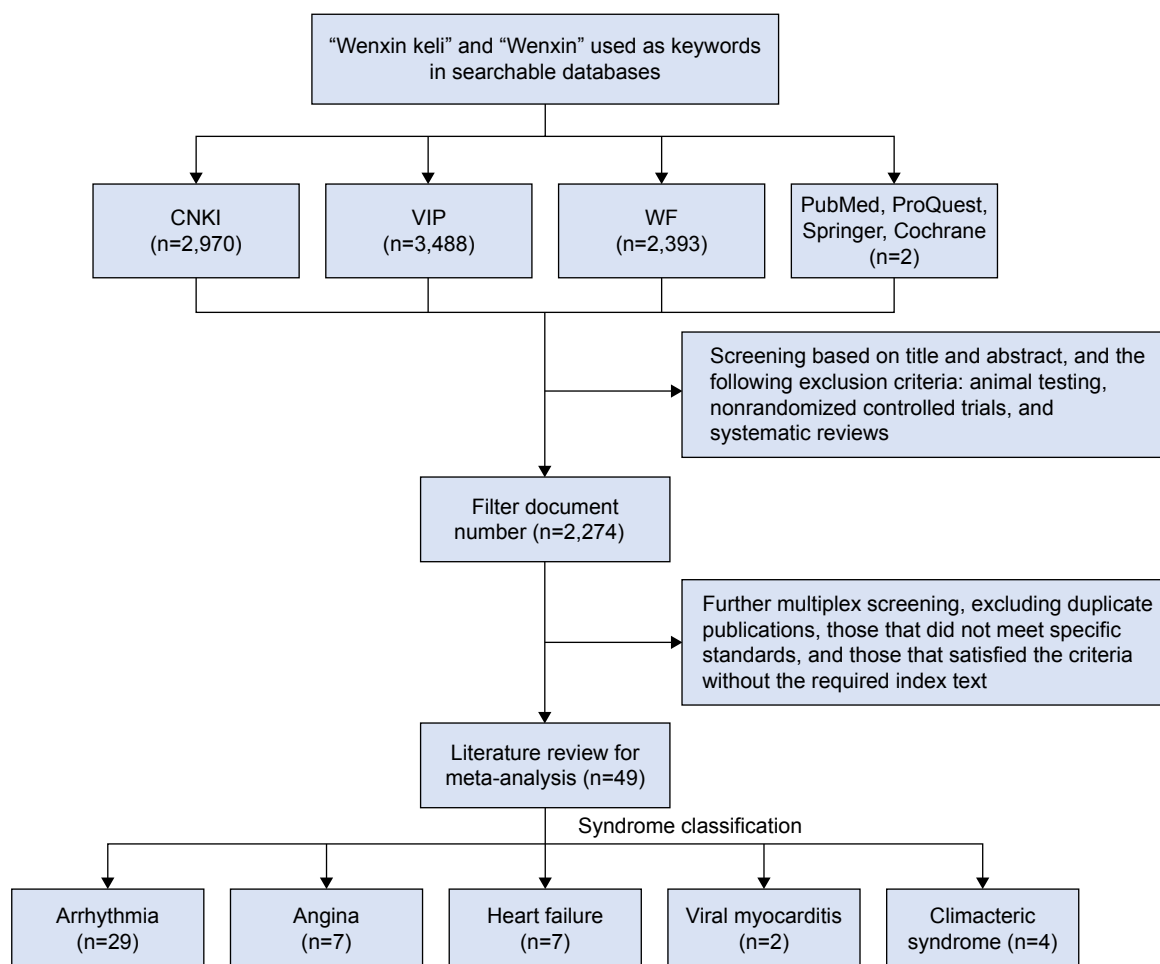 “Wenxin keli” and “Wenxin” used as keywords
in searchable databases
CNKI
(n=2,970)
VIP
(n=3,488)
WF
(n=2,393)
PubMed, ProQuest,
Springer, Cochrane
(n=2)
Screening based on title and abstract, and the
following exclusion criteria: animal testing,
nonrandomized controlled trials, and
systematic reviews
Filter document
number (n=2,274)
Further multiplex screening, excluding duplicate
publications, those that did not meet specific
standards, and those that satisfied the criteria
without the required index text
Literature review for
meta-analysis (n=49)
Syndrome classification
Arrhythmia
(n=29)
Angina
(n=7)
Heart failure
(n=7)
Viral myocarditis
(n=2)
Climacteric
syndrome (n=4)